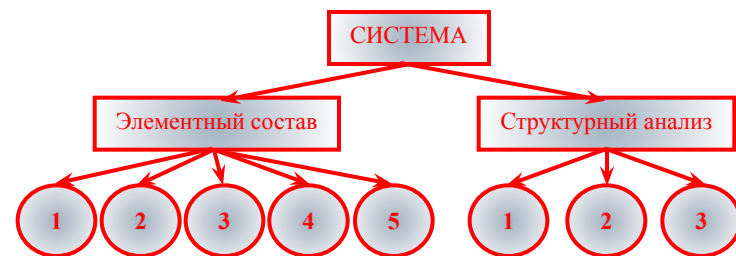 СИСТЕМА
Элементный состав
Структурный анализ
1 2 3 4 5
1 2 3